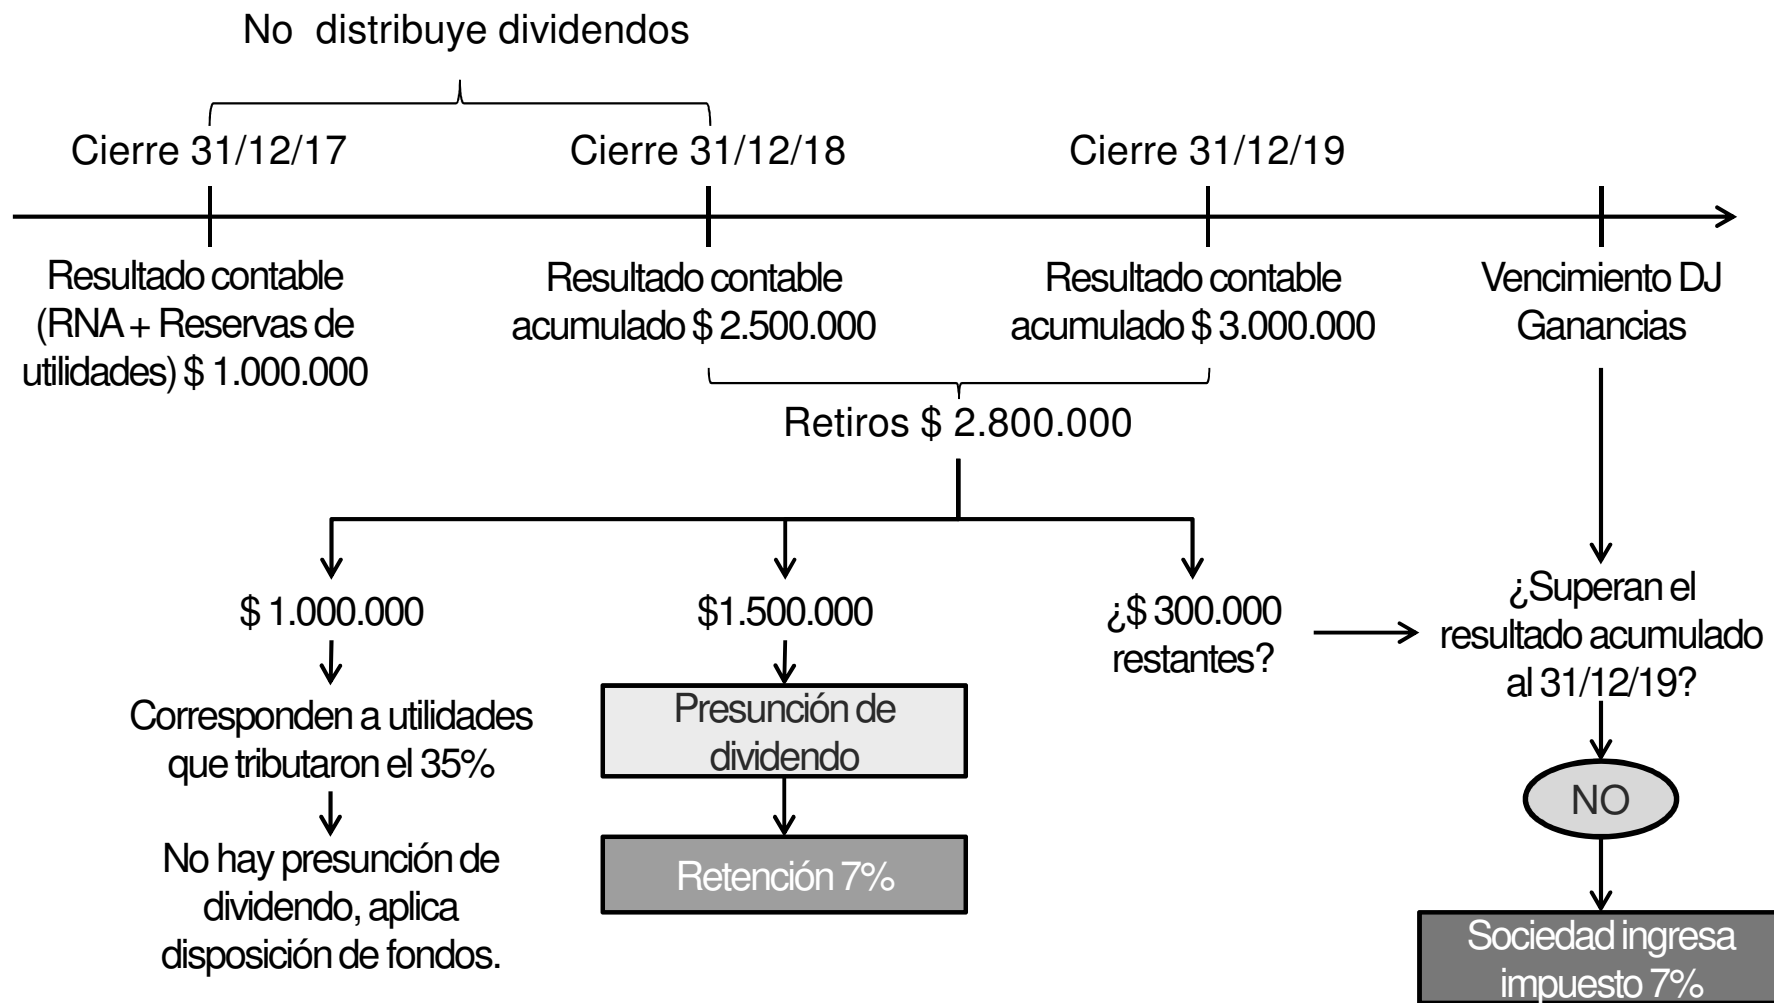 No distribuye dividendos
Cierre 31/12/17
Cierre 31/12/18
Cierre 31/12/19
Resultado contable
(RNA + Reservas de
utilidades) $ 1.000.000
Resultado contable
acumulado $ 2.500.000
Resultado contable
acumulado $ 3.000.000
Vencimiento DJ
Ganancias
Retiros $ 2.800.000
$ 1.000.000
Corresponden a utilidades
que tributaron el 35%
No hay presunción de
dividendo, aplica
disposición de fondos.
$1.500.000
Presunción de
dividendo
Retención 7%
¿$ 300.000
restantes?
¿Superan el
resultado acumulado
al 31/12/19?
NO
Sociedad ingresa
impuesto 7%